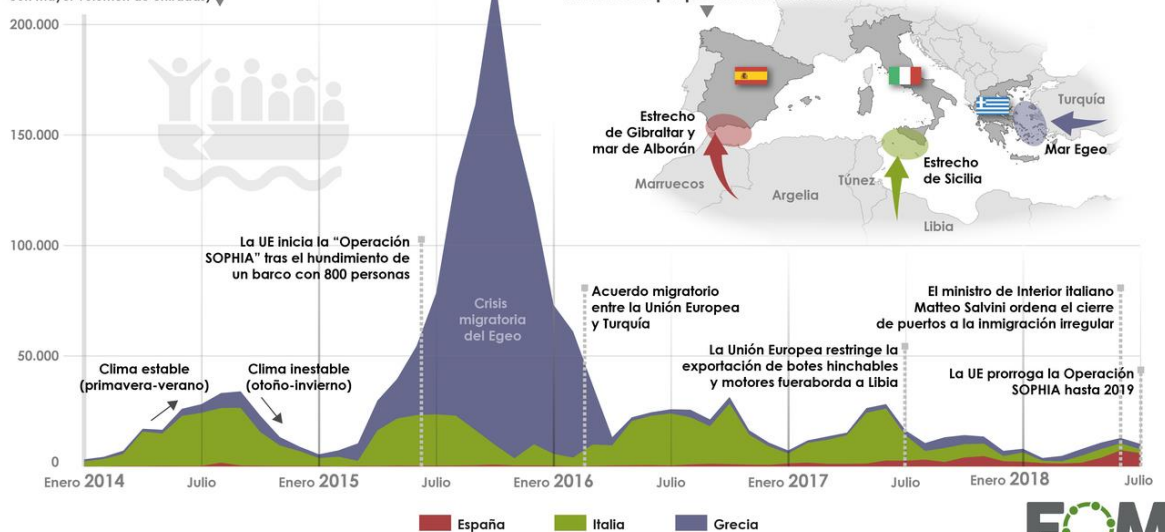 200.000
150.000
100.000
50.000
0
Estrecho
de Gibraltar y
mar de Alborán
Marruecos
Argelia
Túnez
Estrecho
de Sicilia
Libia
Turquía
Mar Egeo
La UE inicia la “Operación
SOPHIA” tras el hundimiento de
un barco con 800 personas
Crisis
migratoria
del Egeo
Acuerdo migratorio
entre la Unión Europea
y Turquía
El ministro de Interior italiano
Matteo Salvini ordena el cierre
de puertos a la inmigración irregular
La Unión Europea restringe la
exportación de botes hinchables
y motores fueraborda a Libia
La UE prorroga la Operación
SOPHIA hasta 2019
Clima estable
(primavera-verano)
Clima inestable
(otoño-invierno)
Enero 2014
Julio
Enero 2015
Julio
Enero 2016
Julio
Enero 2017
Julio
Enero 2018
Julio
España
Italia
Grecia
EOM